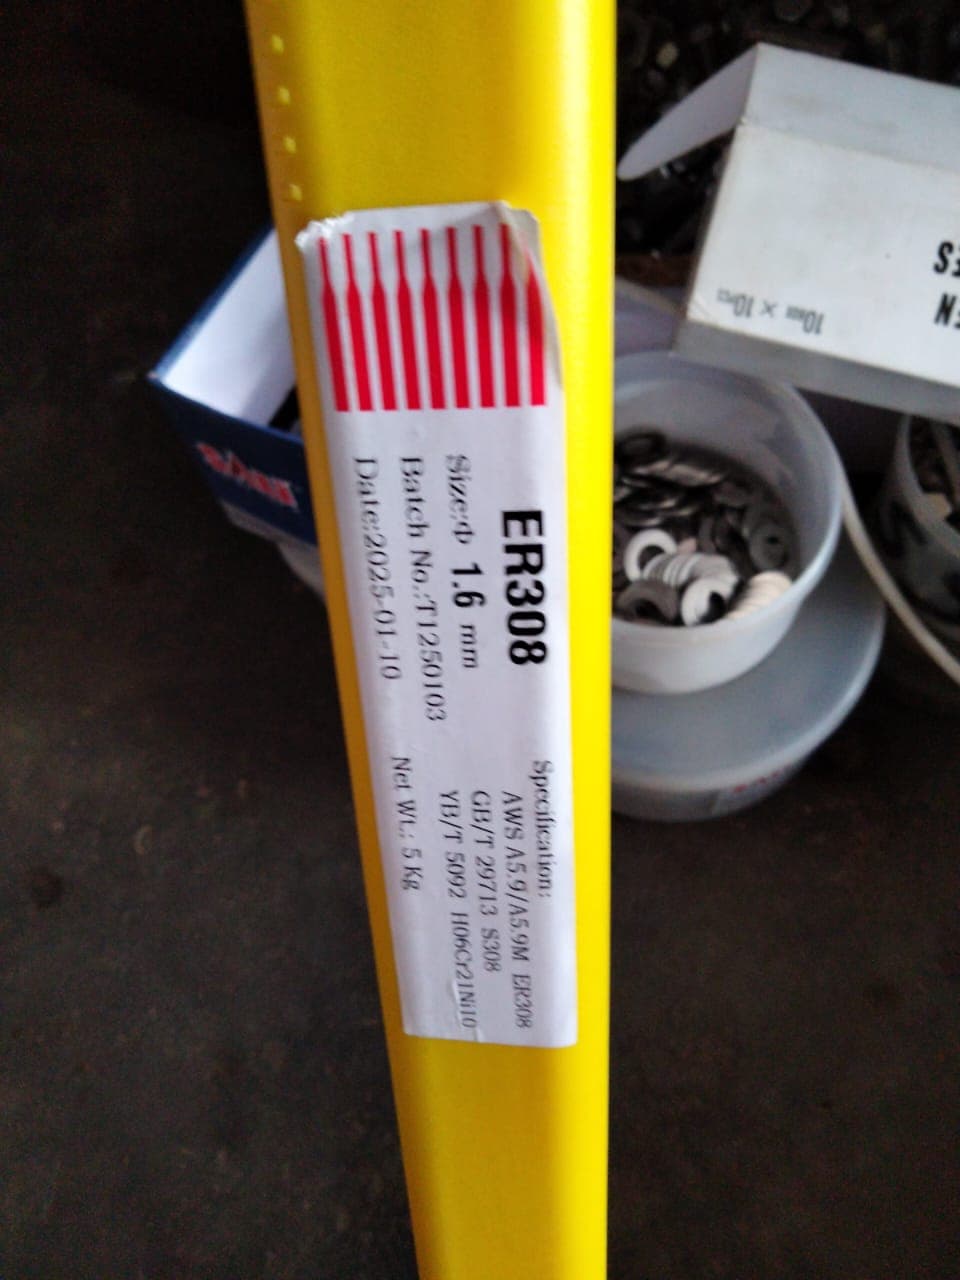 ER308
Size:Φ 1.6 mm
Batch No.:T1250103
Date:2025-01-10
Specification:
AWS A5.9/A5.9M ER308
GB/T 29713 S308
YB/T 5092 H06Cr21Ni10
Net Wt.: 5 Kg
10mm × 10PCS